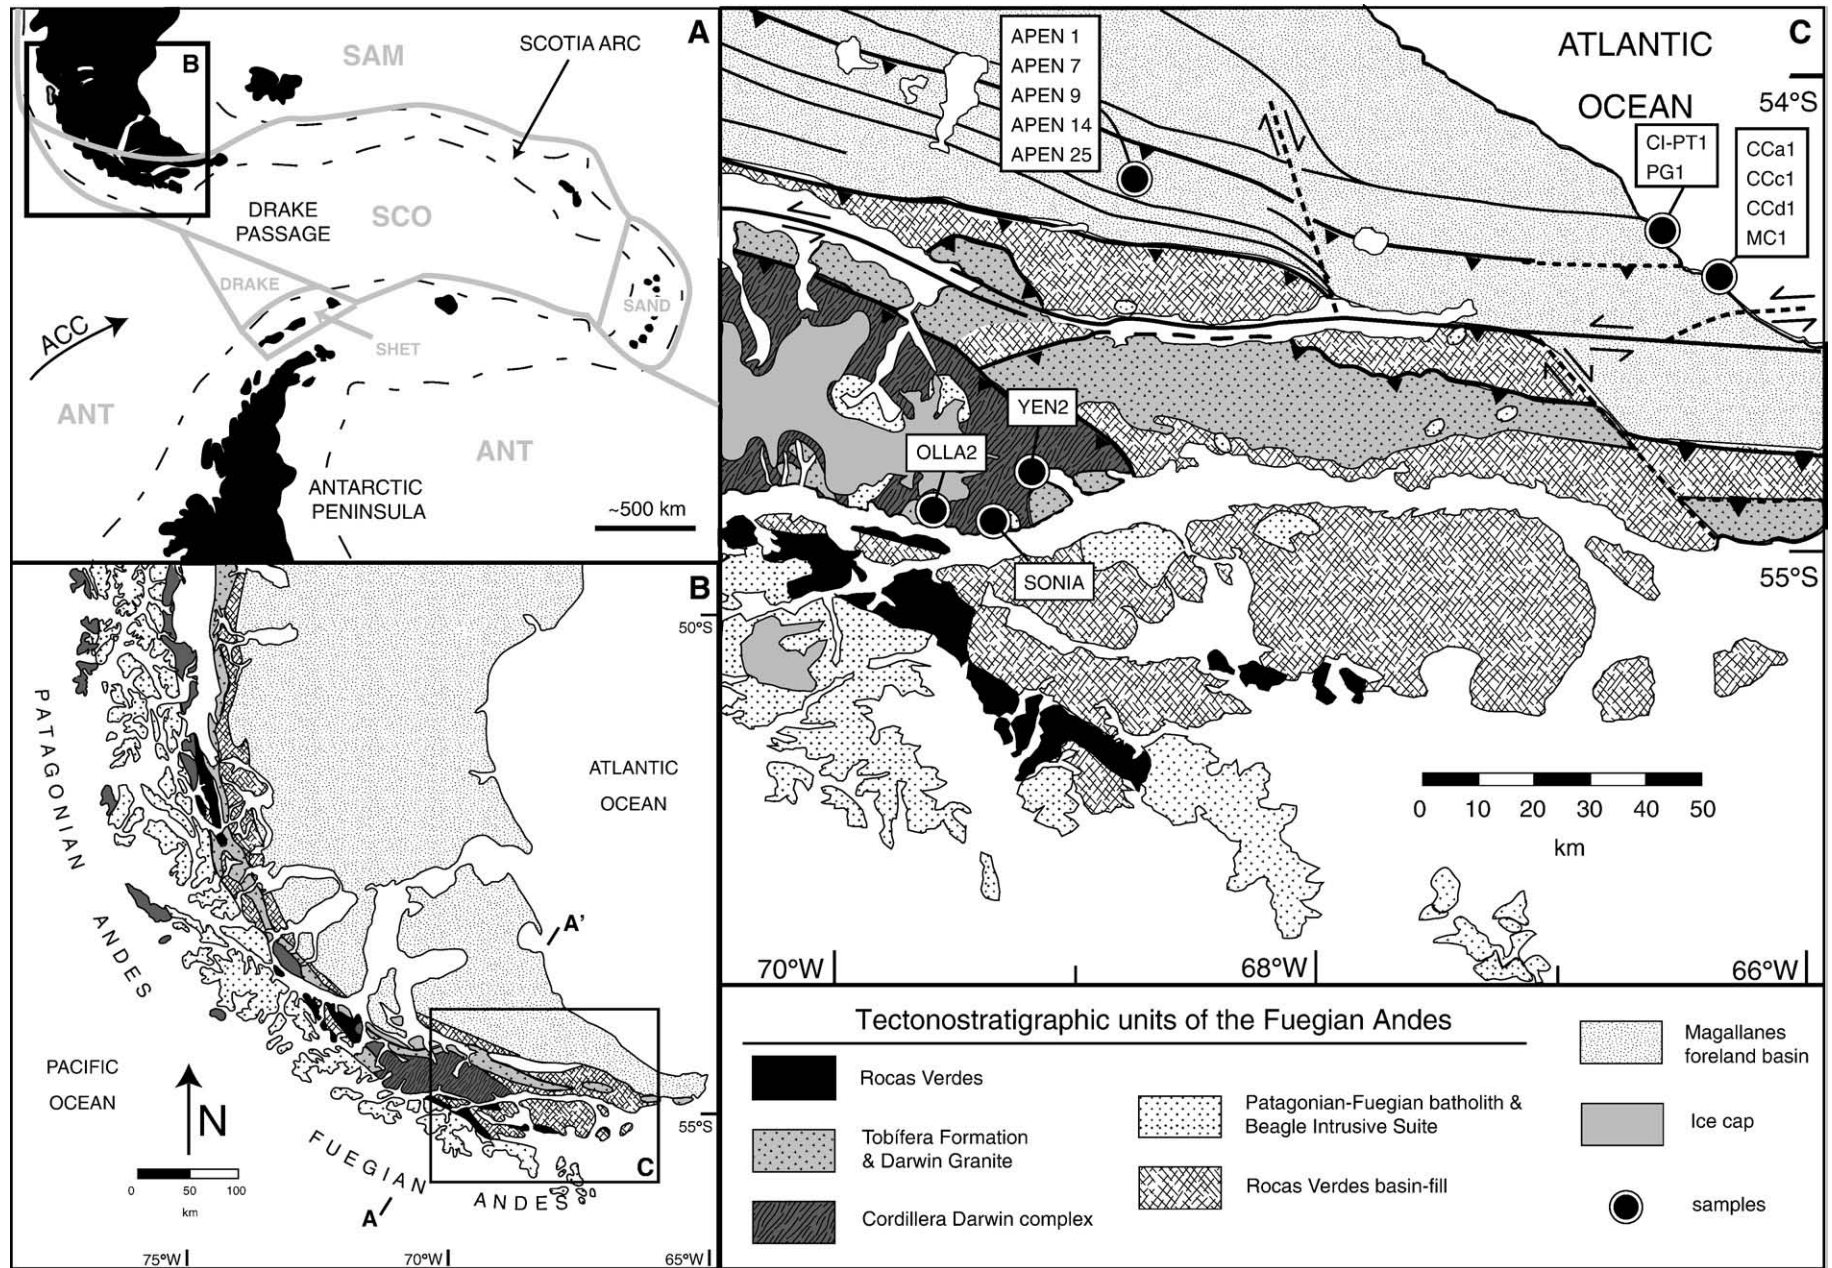 A
B
SAM
SCOTIA ARC
DRAKE
PASSAGE
SCO
DRAKE
SAND
SHET
ACC
ANT
ANT
ANTARCTIC
PENINSULA
~500 km
B
50°S
PATAGONIAN
ANDES
ATLANTIC
OCEAN
A'
PACIFIC
OCEAN
N
55°S
FUEGIAN
ANDES
C
A
0 50 100
km
75°W 70°W 65°W
C
ATLANTIC
OCEAN
54°S
APEN 1
APEN 7
APEN 9
APEN 14
APEN 25
CI-PT1
PG1
CCa1
CCc1
CCd1
MC1
YEN2
OLLA2
SONIA
55°S
0 10 20 30 40 50
km
70°W 68°W 66°W
Tectonostratigraphic units of the Fuegian Andes
Rocas Verdes
Tobífera Formation
& Darwin Granite
Cordillera Darwin complex
Patagonian-Fuegian batholith &
Beagle Intrusive Suite
Rocas Verdes basin-fill
Magallanes
foreland basin
Ice cap
samples